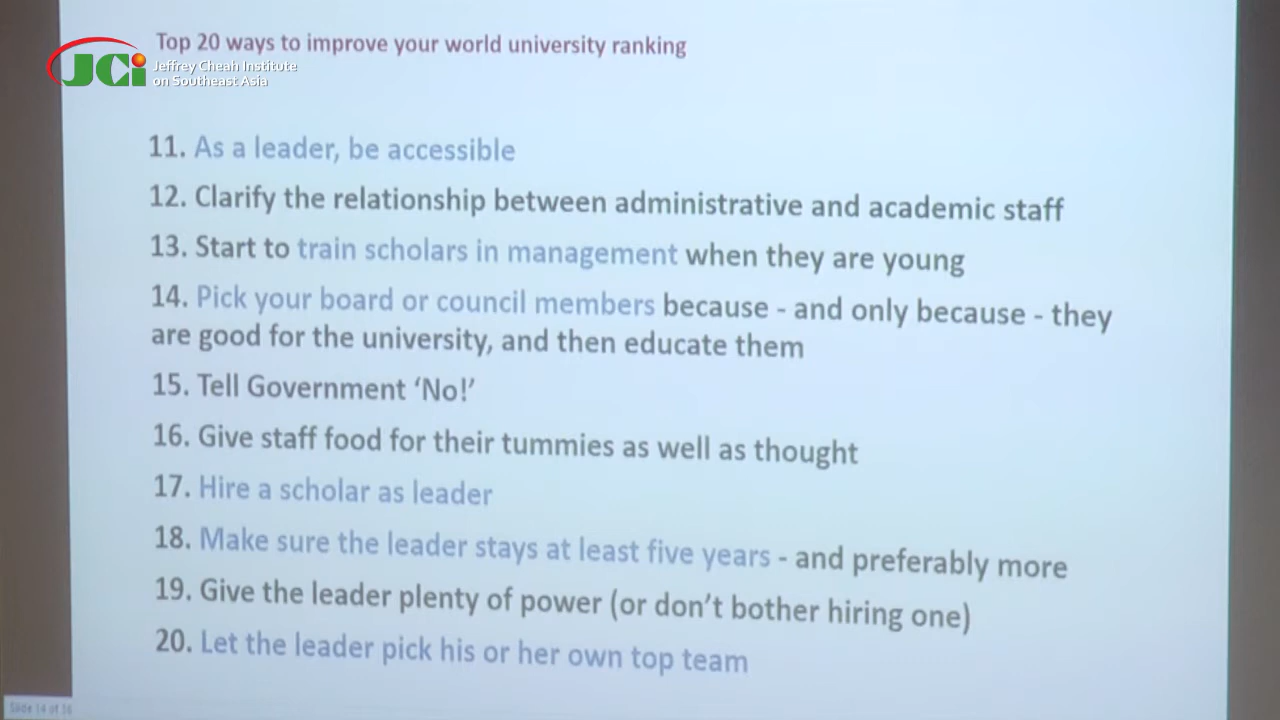 Top 20 ways to improve your world university ranking
JCi
Jeffrey Cheah Institute
on Southeast Asia
11. As a leader, be accessible
12. Clarify the relationship between administrative and academic staff
13. Start to train scholars in management when they are young
14. Pick your board or council members because - and only because - they
are good for the university, and then educate them
15. Tell Government ‘No!’
16. Give staff food for their tummies as well as thought
17. Hire a scholar as leader
18. Make sure the leader stays at least five years - and preferably more
19. Give the leader plenty of power (or don’t bother hiring one)
20. Let the leader pick his or her own top team
Slide 14 of 16